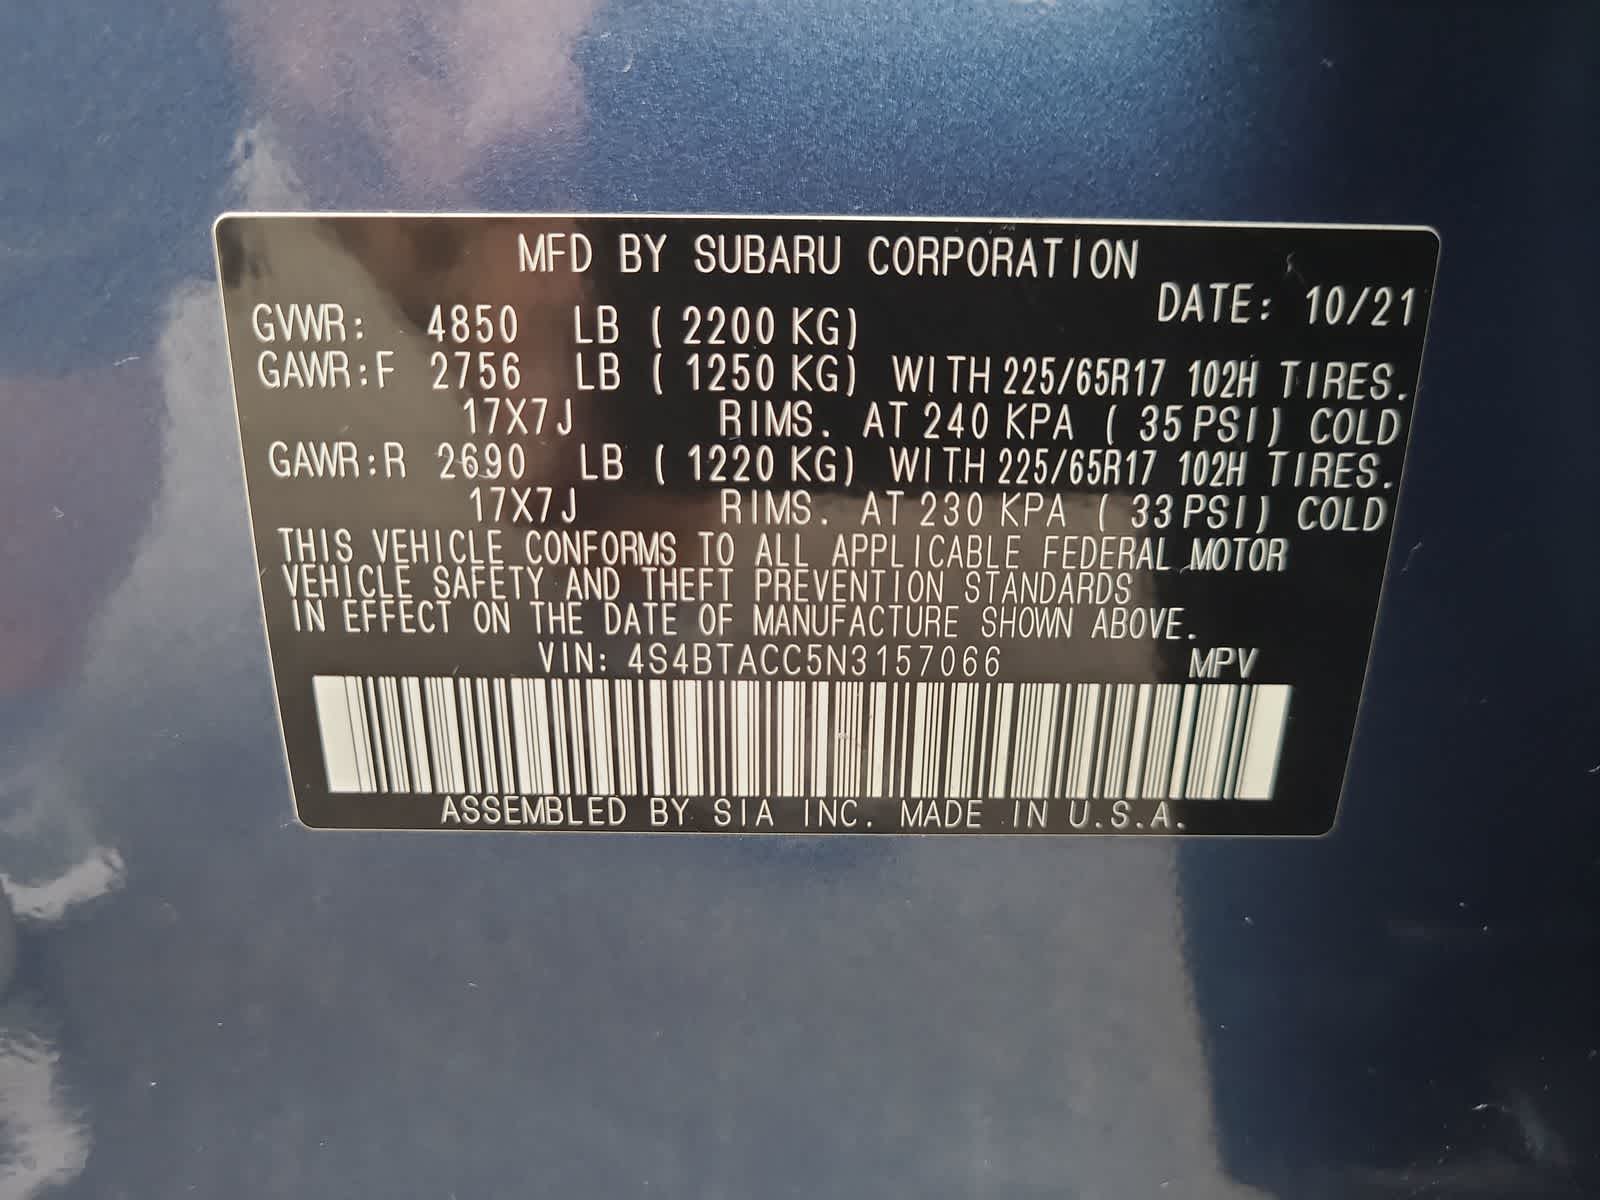 MFD BY SUBARU CORPORATION
DATE: 10/21
GVWR: 4850 LB ( 2200 KG)
GAWR:F 2756 LB ( 1250 KG) WITH 225/65R17 102H TIRES.
17X7J RIMS. AT 240 KPA ( 35 PSI) COLD
GAWR:R 2690 LB ( 1220 KG) WITH 225/65R17 102H TIRES.
17X7J RIMS. AT 230 KPA ( 33 PSI) COLD
THIS VEHICLE CONFORMS TO ALL APPLICABLE FEDERAL MOTOR
VEHICLE SAFETY AND THEFT PREVENTION STANDARDS
IN EFFECT ON THE DATE OF MANUFACTURE SHOWN ABOVE.
VIN: 4S4BTACC5N3157066 MPV
ASSEMBLED BY SIA INC. MADE IN U.S.A.